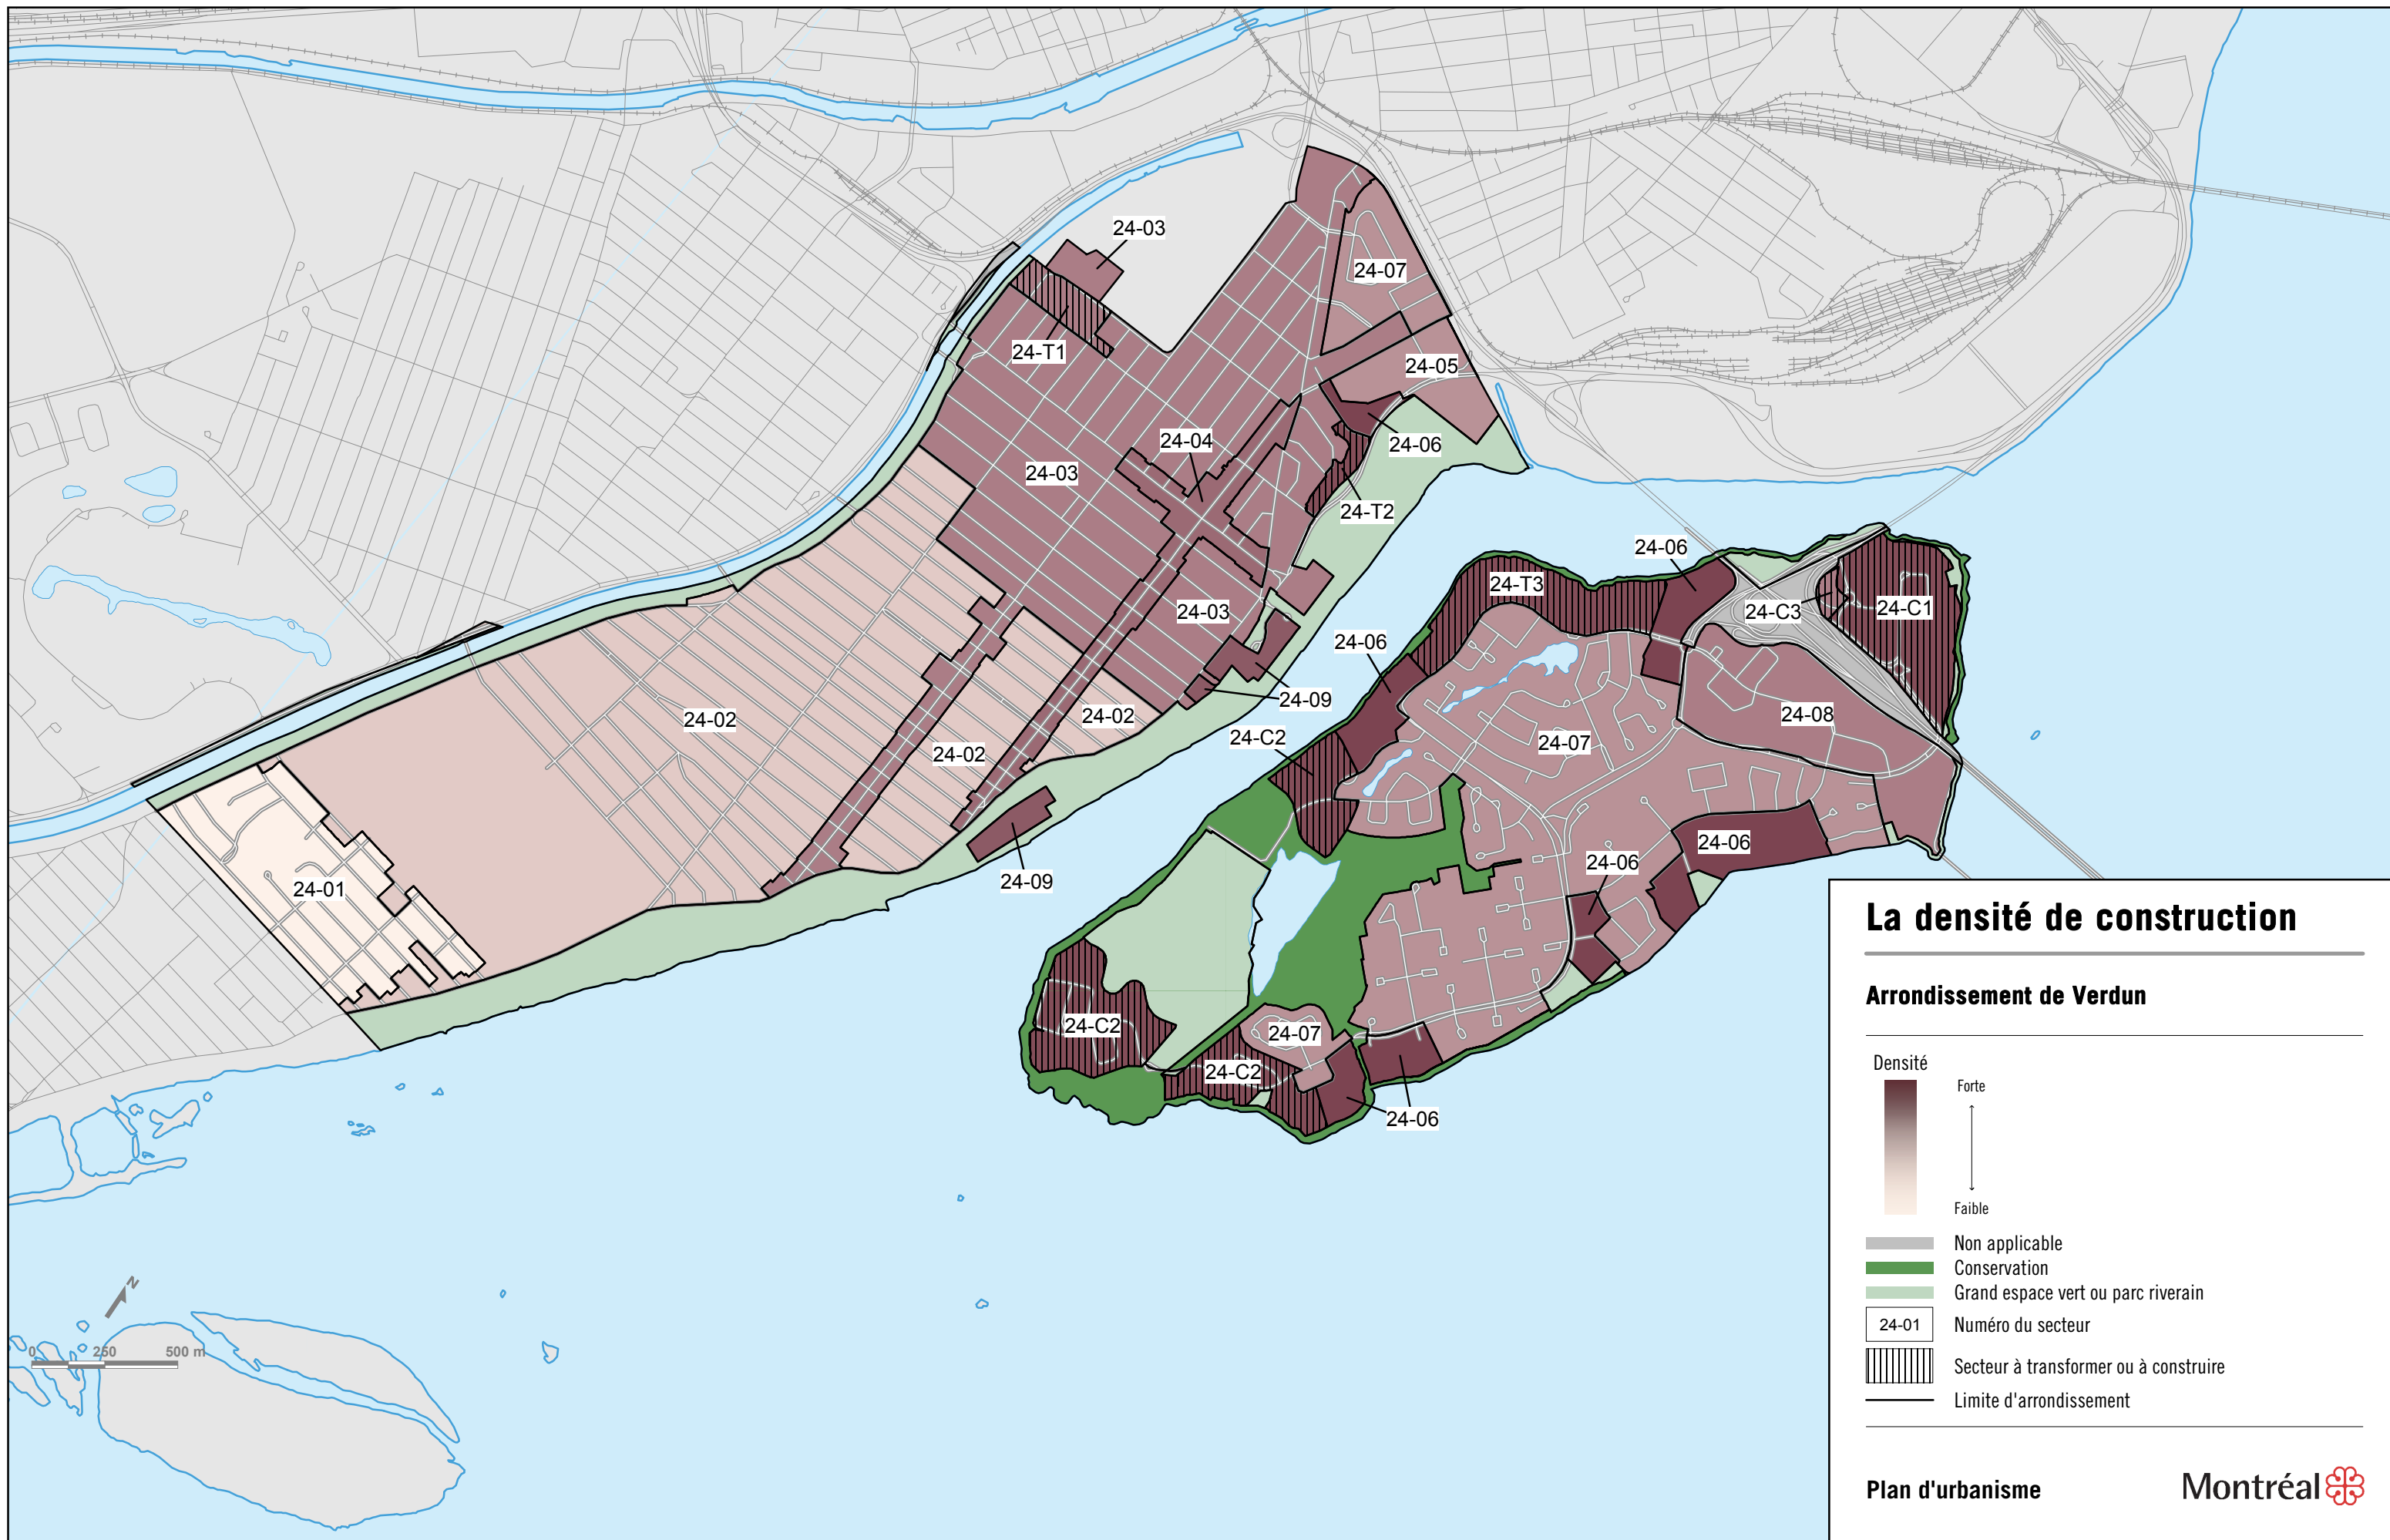 24-03
24-07
24-T1
24-05
24-04
24-06
24-03
24-T2
24-06
24-T3
24-C3
24-C1
24-03
24-06
24-09
24-02
24-02
24-08
24-C2
24-07
24-02
24-06
24-06
24-09
24-01
24-C2
24-07
24-C2
24-06
La densité de construction
Arrondissement de Verdun
Densité
Forte
Faible
Non applicable
Conservation
Grand espace vert ou parc riverain
24-01
Numéro du secteur
Secteur à transformer ou à construire
Limite d'arrondissement
Plan d'urbanisme
Montréal
N
0 250 500 m